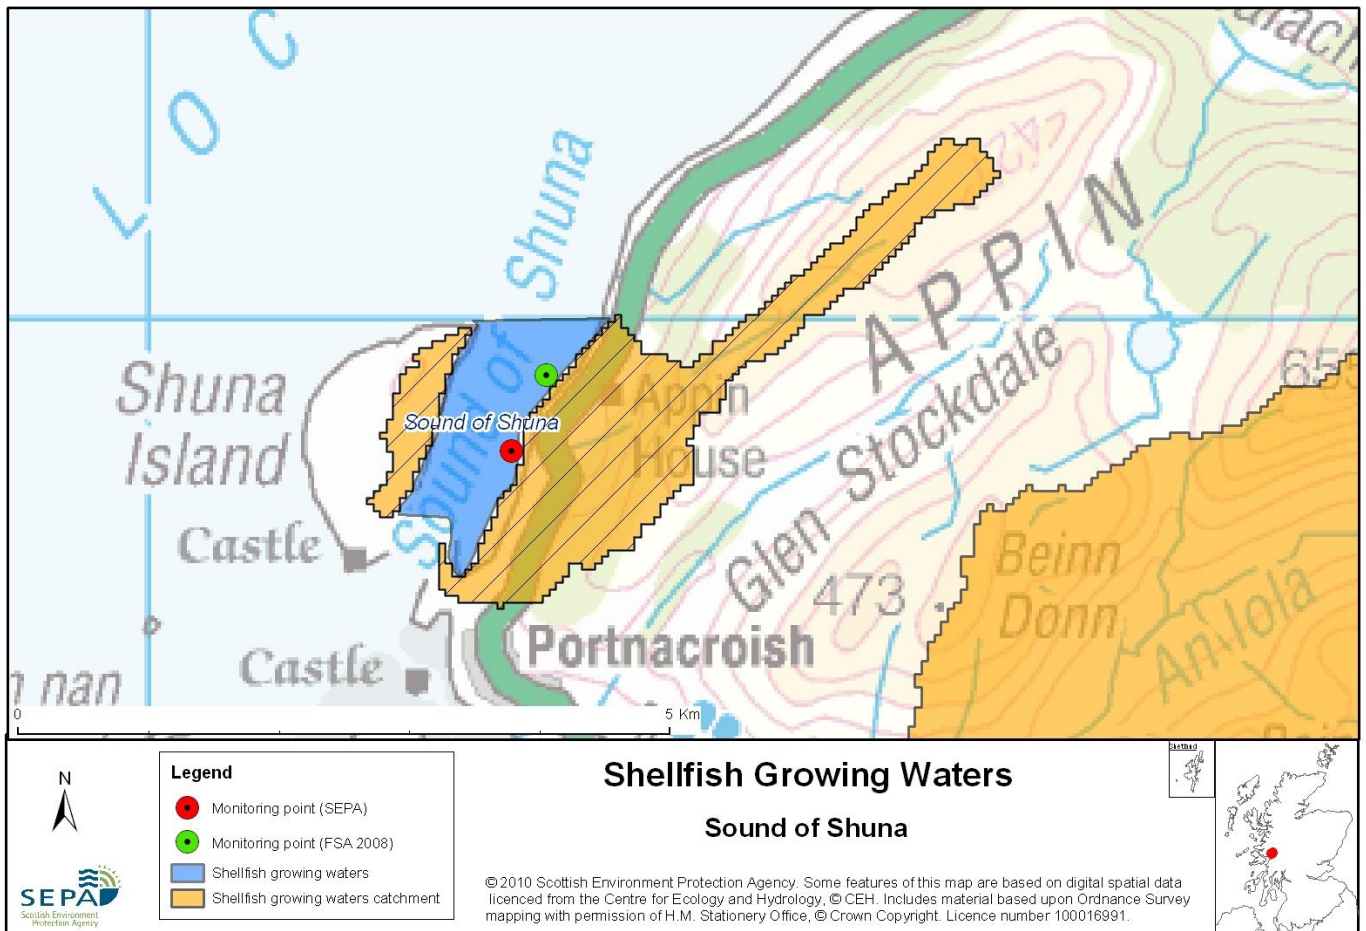 L O C
Sound of Shuna
Shuna
Island
Sound of Shuna
Castle
Castle
Appin
House
APPIN
Glen Stockdale
Beinn
Donn
An Iola
473
Portnacroish
n nan
0
5 Km
N
SEPA
Scottish Environment
Protection Agency
Legend
Monitoring point (SEPA)
Monitoring point (FSA 2008)
Shellfish growing waters
Shellfish growing waters catchment
Shellfish Growing Waters
Sound of Shuna
© 2010 Scottish Environment Protection Agency. Some features of this map are based on digital spatial data
licenced from the Centre for Ecology and Hydrology, © CEH. Includes material based upon Ordnance Survey
mapping with permission of H.M. Stationery Office, © Crown Copyright. Licence number 100016991.
Shetland